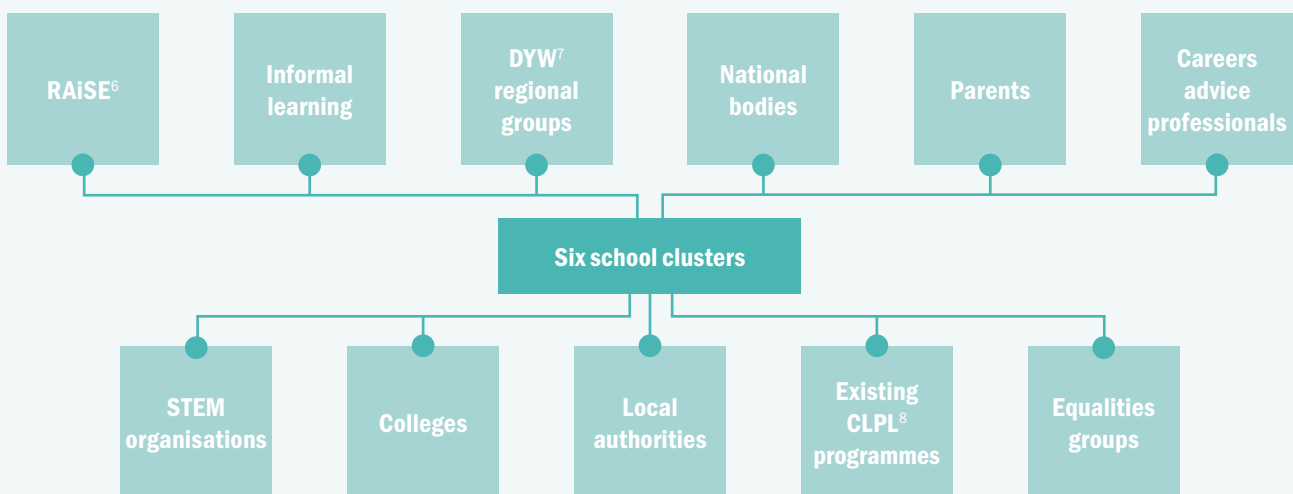 RAiSE⁶
Informal
learning
DYW⁷
regional
groups
National
bodies
Parents
Careers
advice
professionals
Six school clusters
STEM
organisations
Colleges
Local
authorities
Existing
CLPL⁸
programmes
Equalities
groups